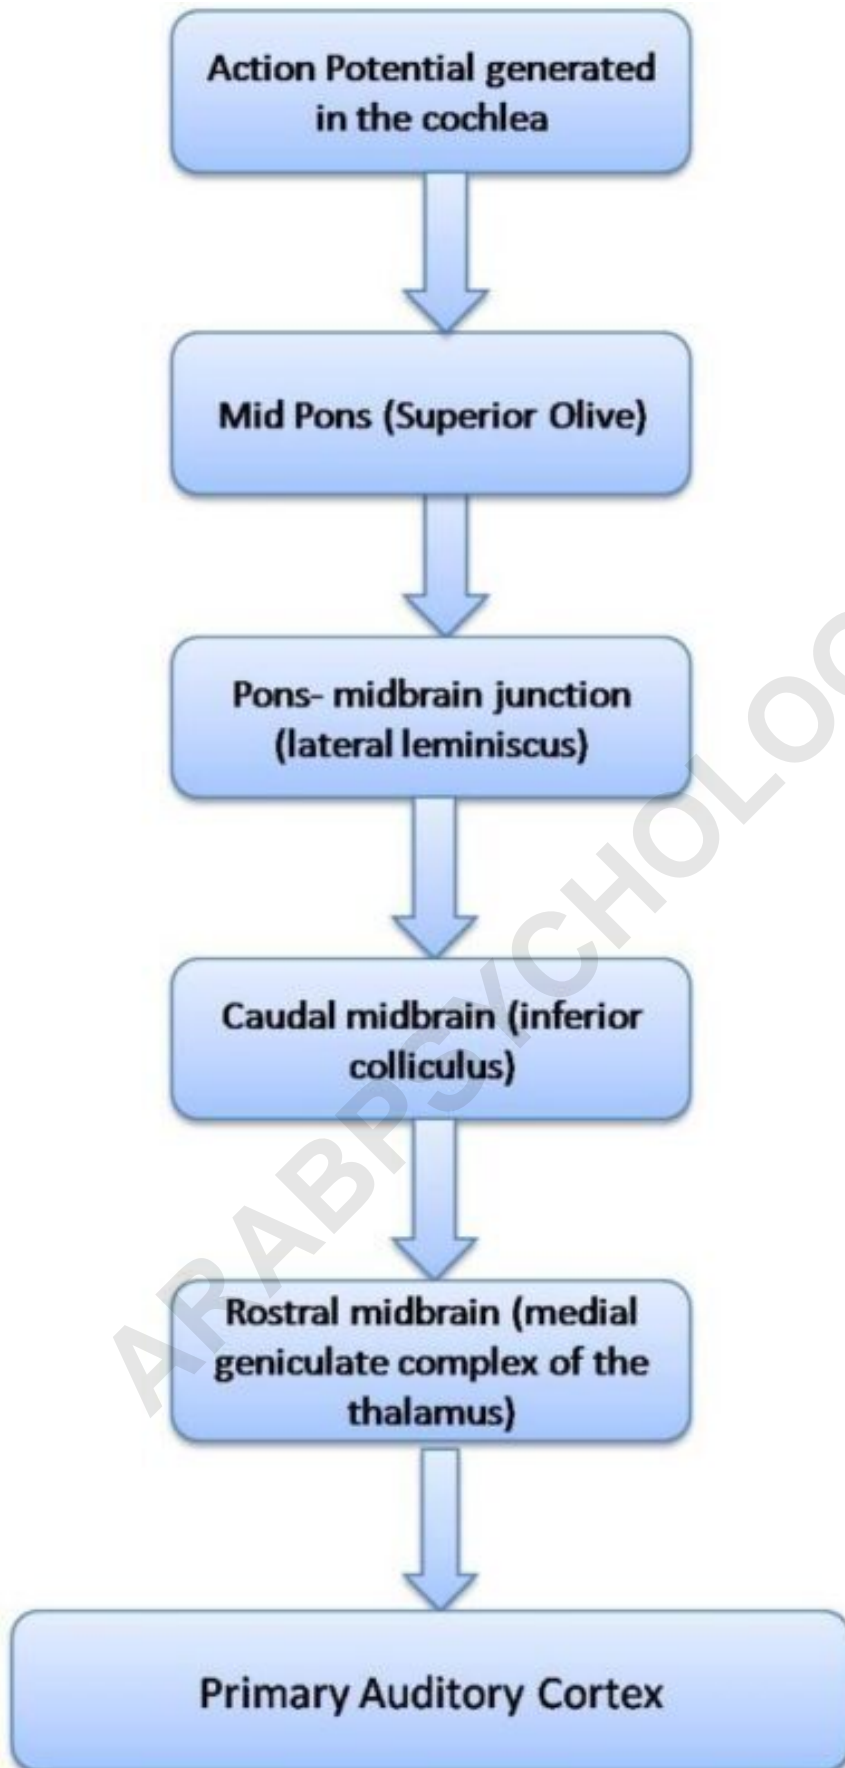 Action Potential generated
in the cochlea
Mid Pons (Superior Olive)
Pons- midbrain junction
(lateral leminiscus)
Caudal midbrain (inferior
colliculus)
Rostral midbrain (medial
geniculate complex of the
thalamus)
Primary Auditory Cortex
ARABPSYCHOLOG